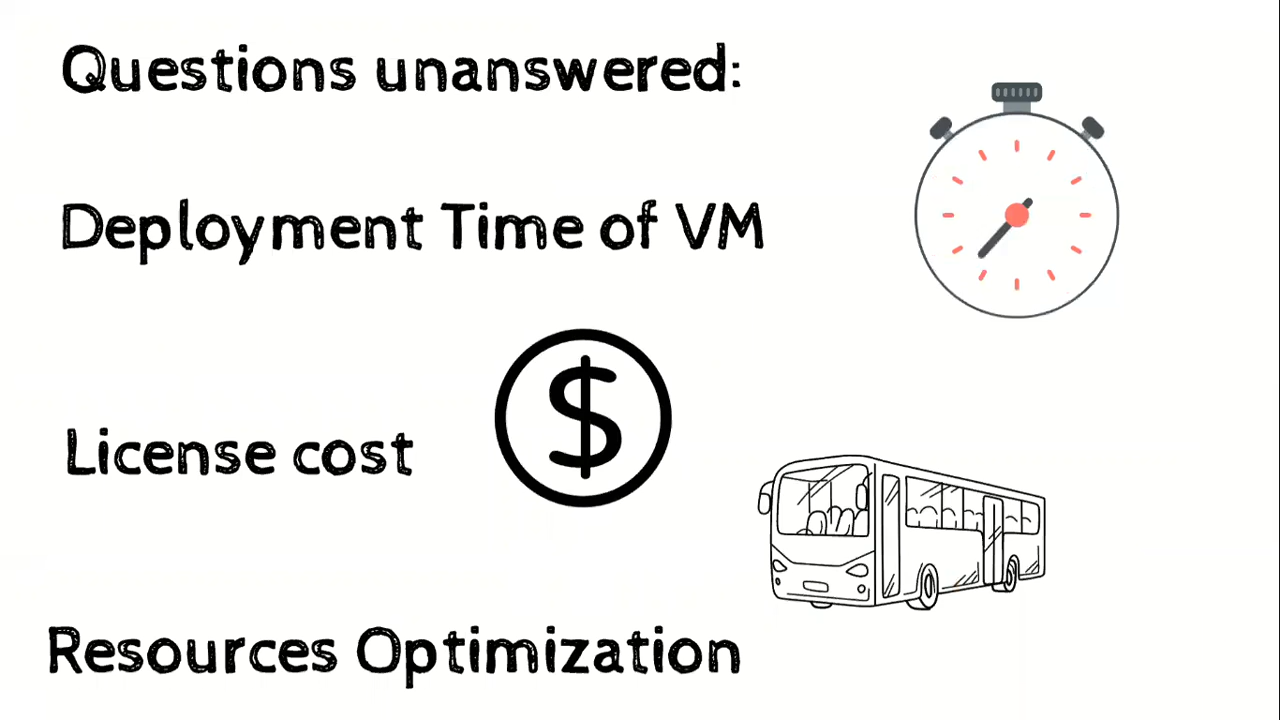 Questions unanswered:
Deployment Time of VM
License cost
$
Resources Optimization